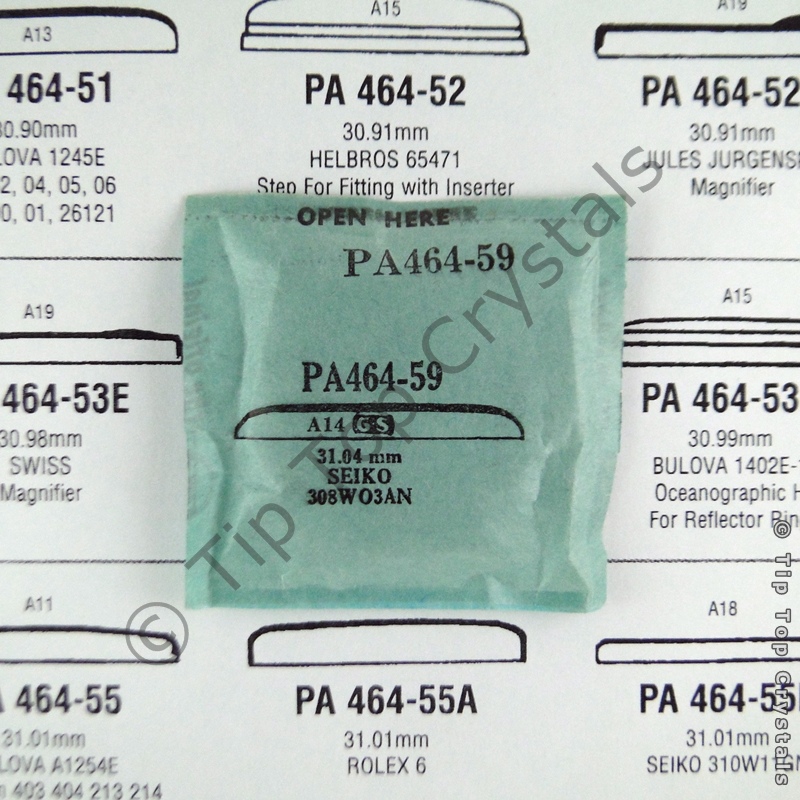 A13
A15
A19
464-51
PA 464-52
PA 464-52
30.90mm
30.91mm
30.91mm
LOVA 1245E
HELBROS 65471
JULES JURGENSE
2, 04, 05, 06
Step For Fitting with Inserter
Magnifier
0, 01, 26121
OPEN HERE
PA464-59
PA464-59
A14 GS
31.04 mm
SEIKO
308WO3AN
A19
464-53E
30.98mm
SWISS
Magnifier
A15
PA 464-53
30.99mm
BULOVA 1402E-
Oceanographic H
For Reflector Rin
A11
A18
464-55
PA 464-55A
PA 464-55
31.01mm
31.01mm
31.01mm
LOVA A1254E
ROLEX 6
SEIKO 310W11GN
403 404 213 214
© Tip Top Crystals
© Tip Top Crystals